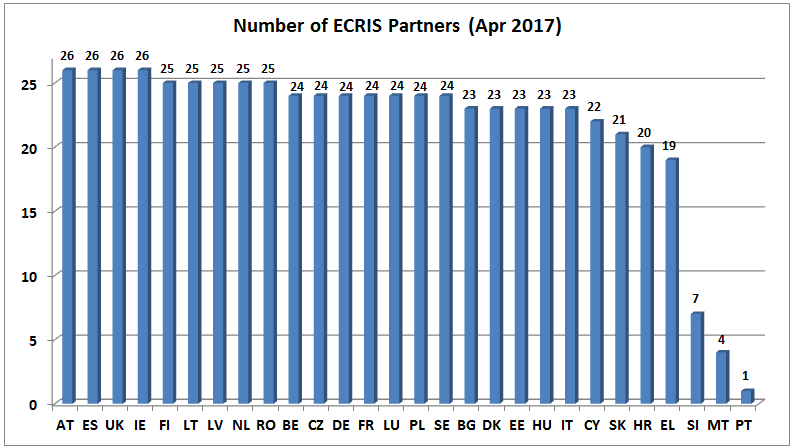 Number of ECRIS Partners (Apr 2017)
26 26 26 26 25 25 25 25 25 24 24 24 24 24 24 24 23 23 23 23 23 22 21 20 19 7 4 1
25
20
15
10
5
0
AT ES UK IE FI LT LV NL RO BE CZ DE FR LU PL SE BG DK EE HU IT CY SK HR EL SI MT PT